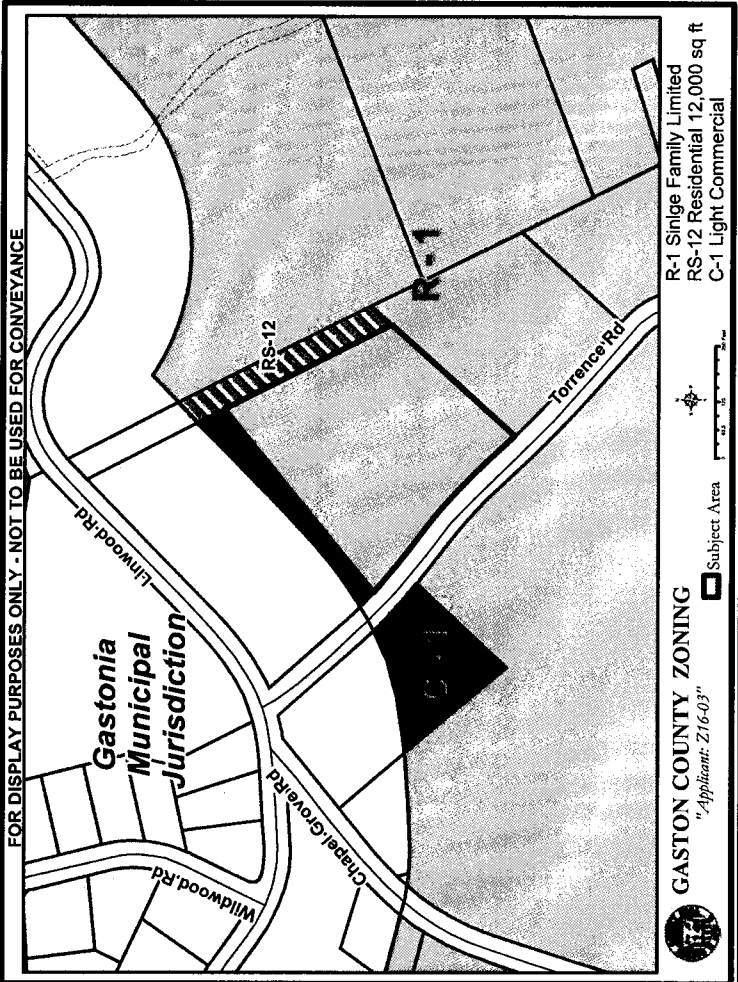 FOR DISPLAY PURPOSES ONLY - NOT TO BE USED FOR CONVEYANCE
Gastonia
Municipal
Jurisdiction
Linwood.Rd
Wildwood.Rd
Chapel.Grove.Rd
Torrence.Rd
RS-12
R-1
C-1
GASTON COUNTY ZONING
"Applicant: Z16-03"
Subject Area
R-1 Sinlge Family Limited
RS-12 Residential 12,000 sq ft
C-1 Light Commercial